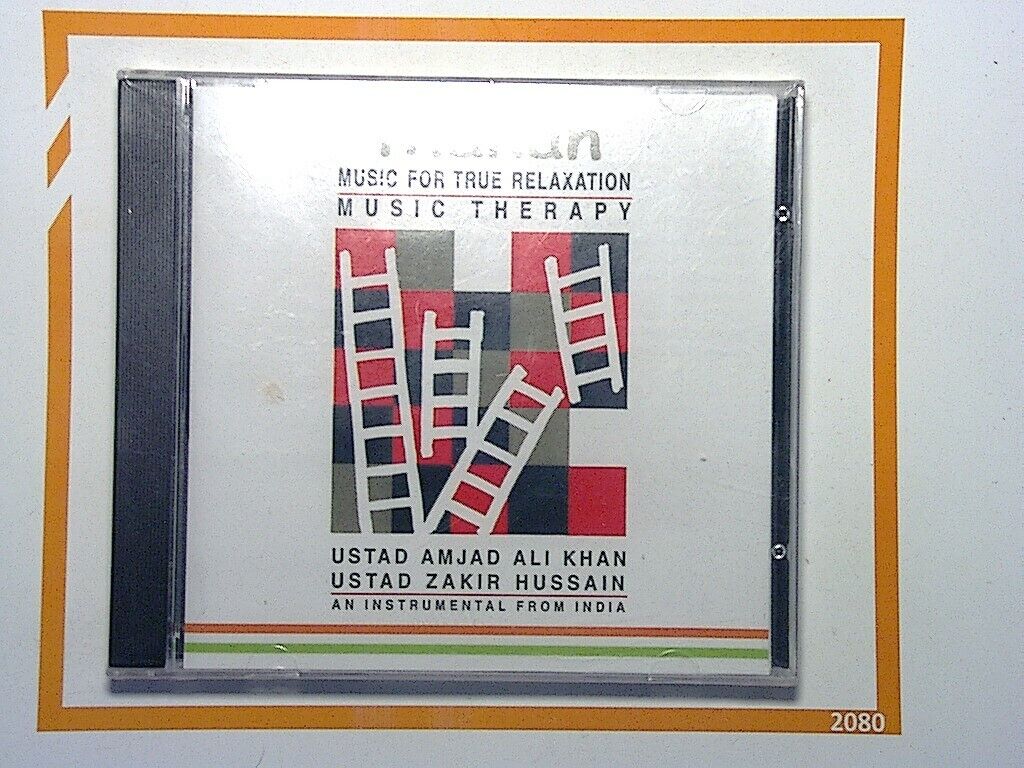 MUSIC FOR TRUE RELAXATION
MUSIC THERAPY
USTAD AMJAD ALI KHAN
USTAD ZAKIR HUSSAIN
AN INSTRUMENTAL FROM INDIA
2080